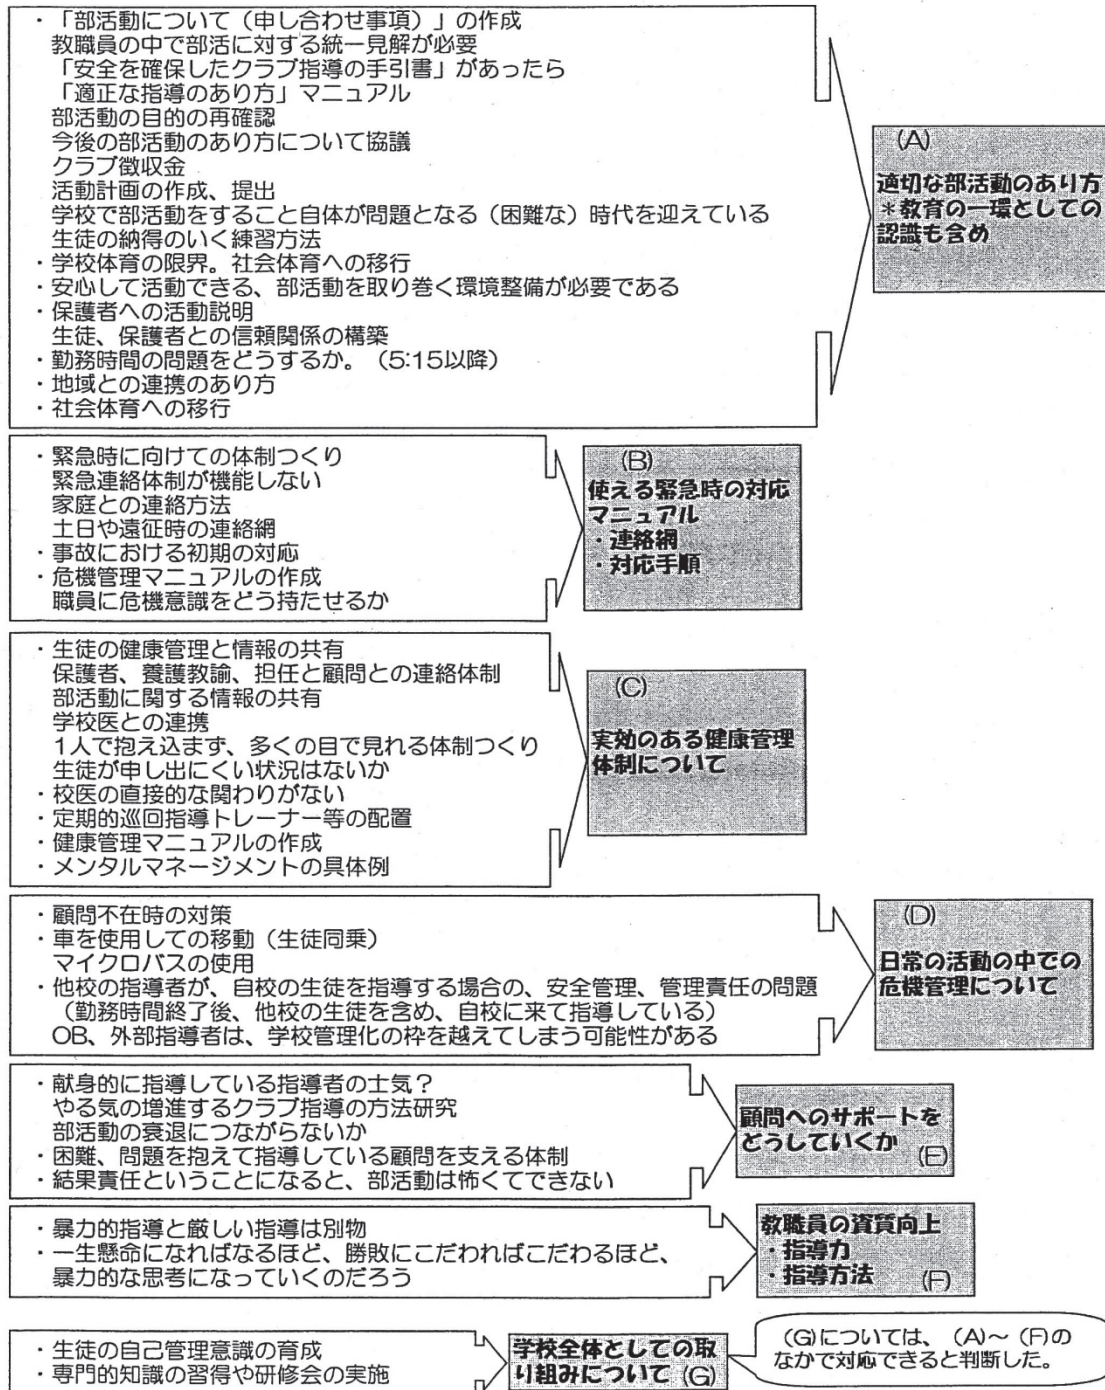 ・「部活動について（申し合わせ事項）」の作成
教職員の中で部活に対する統一見解が必要
「安全を確保したクラブ指導の手引書」があったら
「適正な指導のあり方」マニュアル
部活動の目的の再確認
今後の部活動のあり方について協議
クラブ徴収金
活動計画の作成、提出
学校で部活動をすること自体が問題となる（困難な）時代を迎えている
生徒の納得のいく練習方法
・学校体育の限界。社会体育への移行
・安心して活動できる、部活動を取り巻く環境整備が必要である
・保護者への活動説明
生徒、保護者との信頼関係の構築
・勤務時間の問題をどうするか。（5:15以降）
・地域との連携のあり方
・社会体育への移行
(A)
適切な部活動のあり方
＊教育の一環としての
認識も含め
・緊急時に向けての体制つくり
緊急連絡体制が機能しない
家庭との連絡方法
土日や遠征時の連絡網
・事故における初期の対応
・危機管理マニュアルの作成
職員に危機意識をどう持たせるか
(B)
使える緊急時の対応
マニュアル
・連絡網
・対応手順
・生徒の健康管理と情報の共有
保護者、養護教諭、担任と顧問との連絡体制
部活動に関する情報の共有
学校医との連携
1人で抱え込まず、多くの目で見れる体制つくり
生徒が申し出にくい状況はないか
・校医の直接的な関わりがない
・定期的巡回指導トレーナー等の配置
・健康管理マニュアルの作成
・メンタルマネージメントの具体例
(C)
実効のある健康管理
体制について
・顧問不在時の対策
・車を使用しての移動（生徒同乗）
マイクロバスの使用
・他校の指導者が、自校の生徒を指導する場合の、安全管理、管理責任の問題
（勤務時間終了後、他校の生徒を含め、自校に来て指導している）
OB、外部指導者は、学校管理化の枠を越えてしまう可能性がある
(D)
日常の活動の中での
危機管理について
・献身的に指導している指導者の士気？
やる気の増進するクラブ指導の方法研究
部活動の衰退につながらないか
・困難、問題を抱えて指導している顧問を支える体制
・結果責任ということになると、部活動は怖くてできない
顧問へのサポートを
どうしていくか (E)
・暴力的指導と厳しい指導は別物
・一生懸命になればなるほど、勝敗にこだわればこだわるほど、
暴力的な思考になっていくのだろう
教職員の資質向上
・指導力
・指導方法 (F)
・生徒の自己管理意識の育成
・専門的知識の習得や研修会の実施
学校全体としての取
り組みについて (G)
(G)については、(A)～(F)の
なかで対応できると判断した。